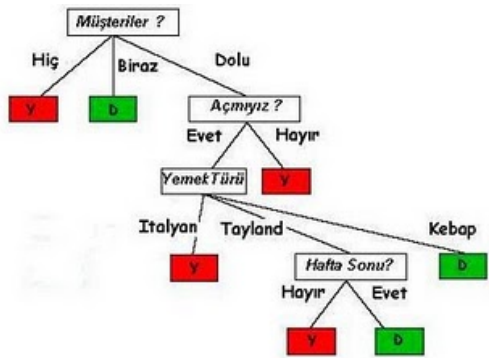 Müşteriler ?
Hiç
Biraz
Dolu
Y
D
Açmıyız ?
Evet
Hayır
YemekTürü
Y
Italyan
Tayland
Kebap
Y
Hafta Sonu?
D
Hayır
Evet
Y
D